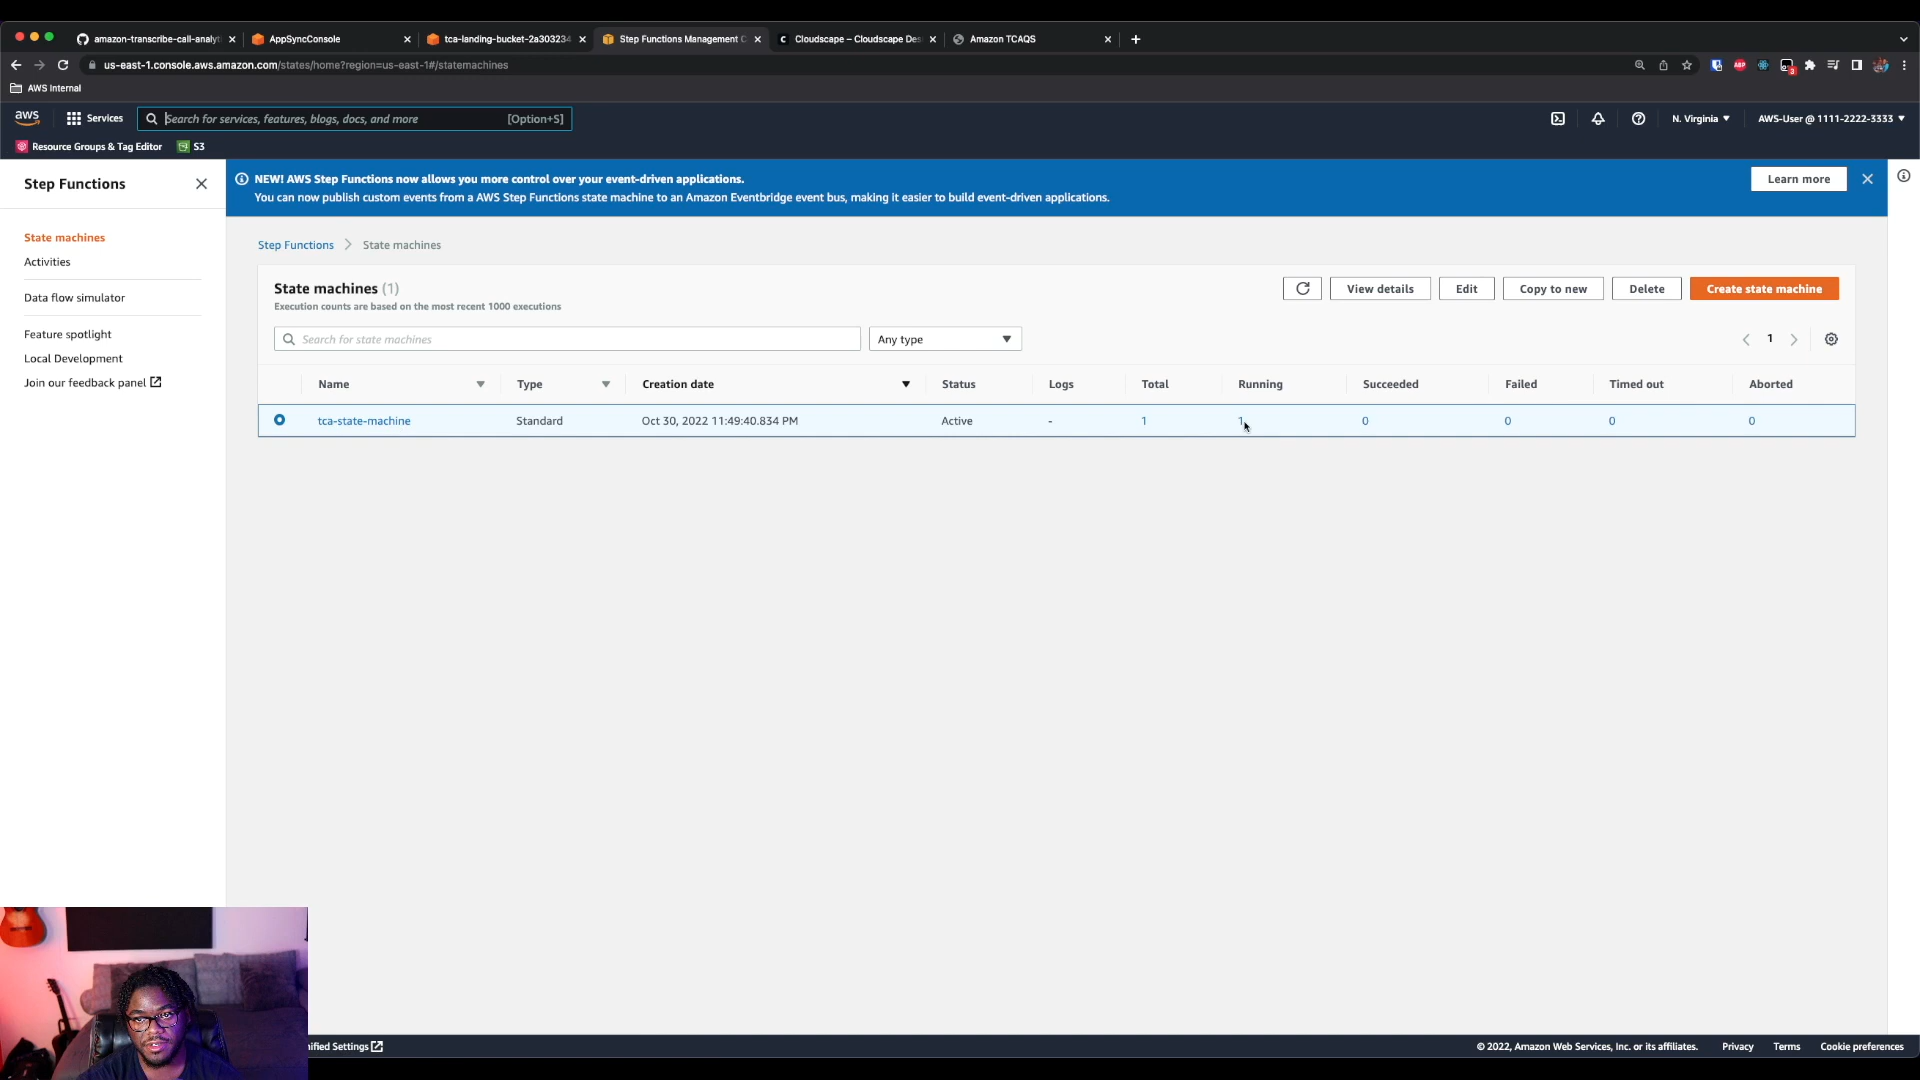 amazon-transcribe-call-analyt
AppSyncConsole
tca-landing-bucket-2a303234
Step Functions Management C
Cloudscape – Cloudscape Des
Amazon TCAQS
us-east-1.console.aws.amazon.com/states/home?region=us-east-1#/statemachines
AWS Internal
aws
Services
Search for services, features, blogs, docs, and more
[Option+S]
N. Virginia
AWS-User @ 1111-2222-3333
Resource Groups & Tag Editor
S3
Step Functions
NEW! AWS Step Functions now allows you more control over your event-driven applications.
You can now publish custom events from a AWS Step Functions state machine to an Amazon Eventbridge event bus, making it easier to build event-driven applications.
Learn more
State machines
Activities
Data flow simulator
Feature spotlight
Local Development
Join our feedback panel
Step Functions
State machines
State machines (1)
Execution counts are based on the most recent 1000 executions
View details
Edit
Copy to new
Delete
Create state machine
Search for state machines
Any type
1
Name Type Creation date Status Logs Total Running Succeeded Failed Timed out Aborted
tca-state-machine Standard Oct 30, 2022 11:49:40.834 PM Active - 1 1 0 0 0 0
ified Settings
© 2022, Amazon Web Services, Inc. or its affiliates.
Privacy
Terms
Cookie preferences